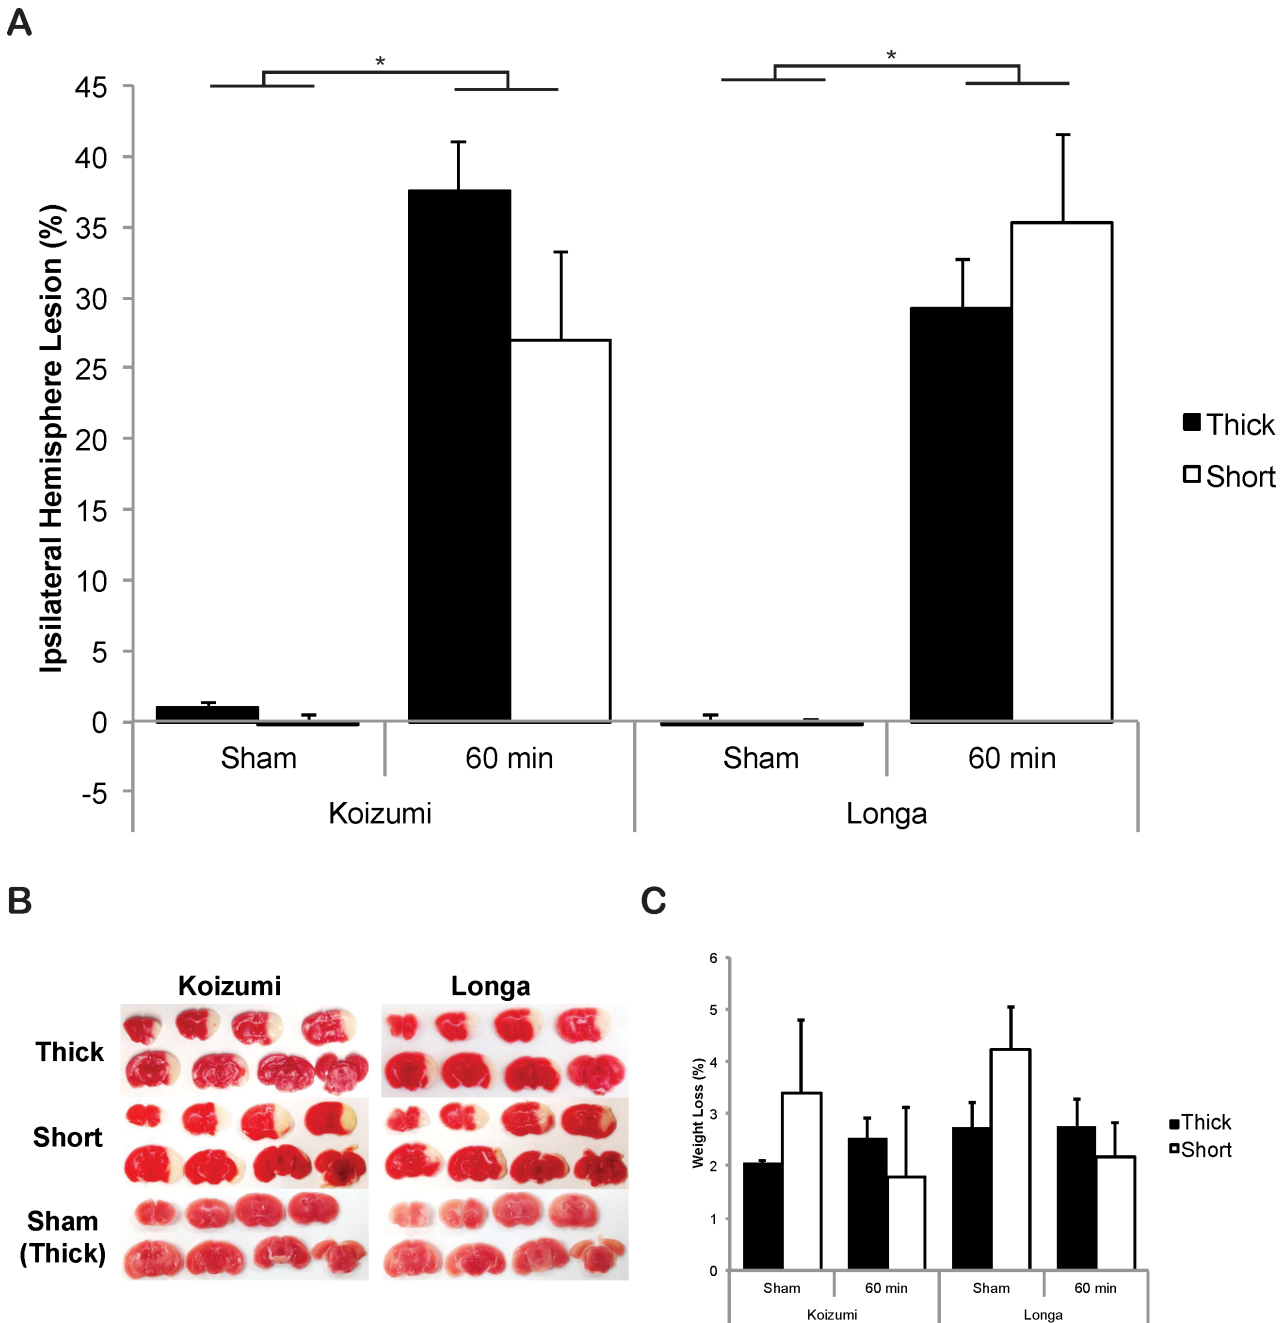 A
* *
Ipsilateral Hemisphere Lesion (%)
45
40
35
30
25
20
15
10
5
0
-5
Sham 60 min Sham 60 min
Koizumi Longa
Thick
Short
B
Koizumi Longa
Thick
Short
Sham
(Thick)
C
Weight Loss (%)
6
5
4
3
2
1
0
Sham 60 min Sham 60 min
Koizumi Longa
Thick
Short